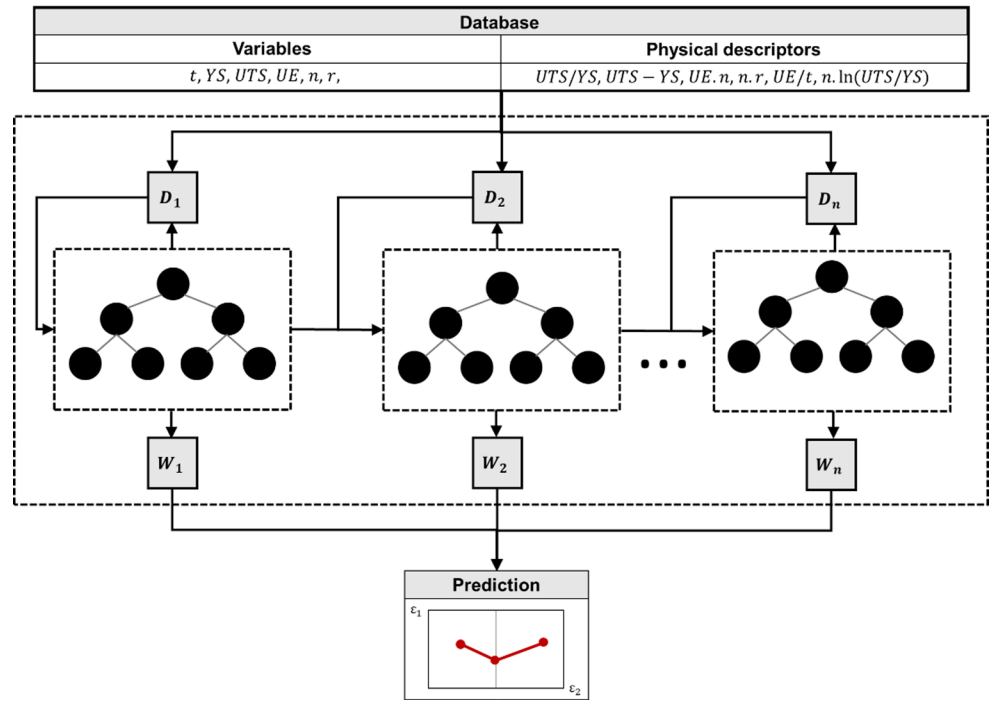 Database
Variables
Physical descriptors
t, YS, UTS, UE, n, r,
UTS/YS, UTS − YS, UE. n, n. r, UE/t, n. ln(UTS/YS)
D₁
D₂
Dₙ
...
W₁
W₂
Wₙ
Prediction
ε₁
ε₂